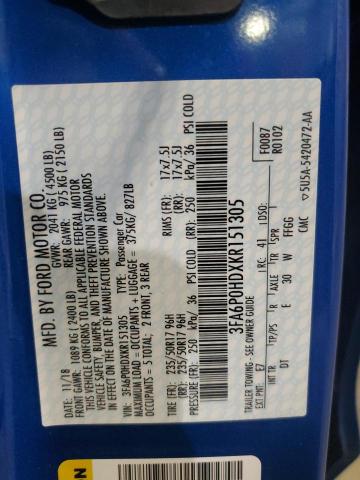 MFD. BY FORD MOTOR CO.
11/18 GVWR: 2041 KG ( 4500 LB)
FRONT GAWR: 1089 KG ( 2400 LB) REAR GAWR: 975 KG ( 2150 LB)
THIS VEHICLE CONFORMS TO ALL APPLICABLE FEDERAL MOTOR
VEHICLE SAFETY, BUMPER, AND THEFT PREVENTION STANDARDS
IN EFFECT ON THE DATE OF MANUFACTURE SHOWN ABOVE.
VIN: 3FA6P0HDXKR151305 TYPE: Passenger Car
MAXIMUM LOAD = OCCUPANTS + LUGGAGE = 375KG/ 827LB
OCCUPANTS = 5 TOTAL; 2 FRONT, 3 REAR
TIRE (FR): 235/50R17 96H RIMS (FR): 17x7.5J
TIRE (RR): 235/50R17 96H RIMS (RR): 17x7.5J
PRESSURE (FR): 250 kPa/ 36 PSI COLD (RR): 250 kPa/ 36 PSI COLD
3FA6P0HDXKR151305
F0087
R0102
TRAILER TOWING - SEE OWNER GUIDE
EXT PNT: E7 RC: 41 DSO:
INT TR TP/PS R AXLE TR SPR
DT E 30 W FFGG
CMC ▽5U5A-5420472-AA
N